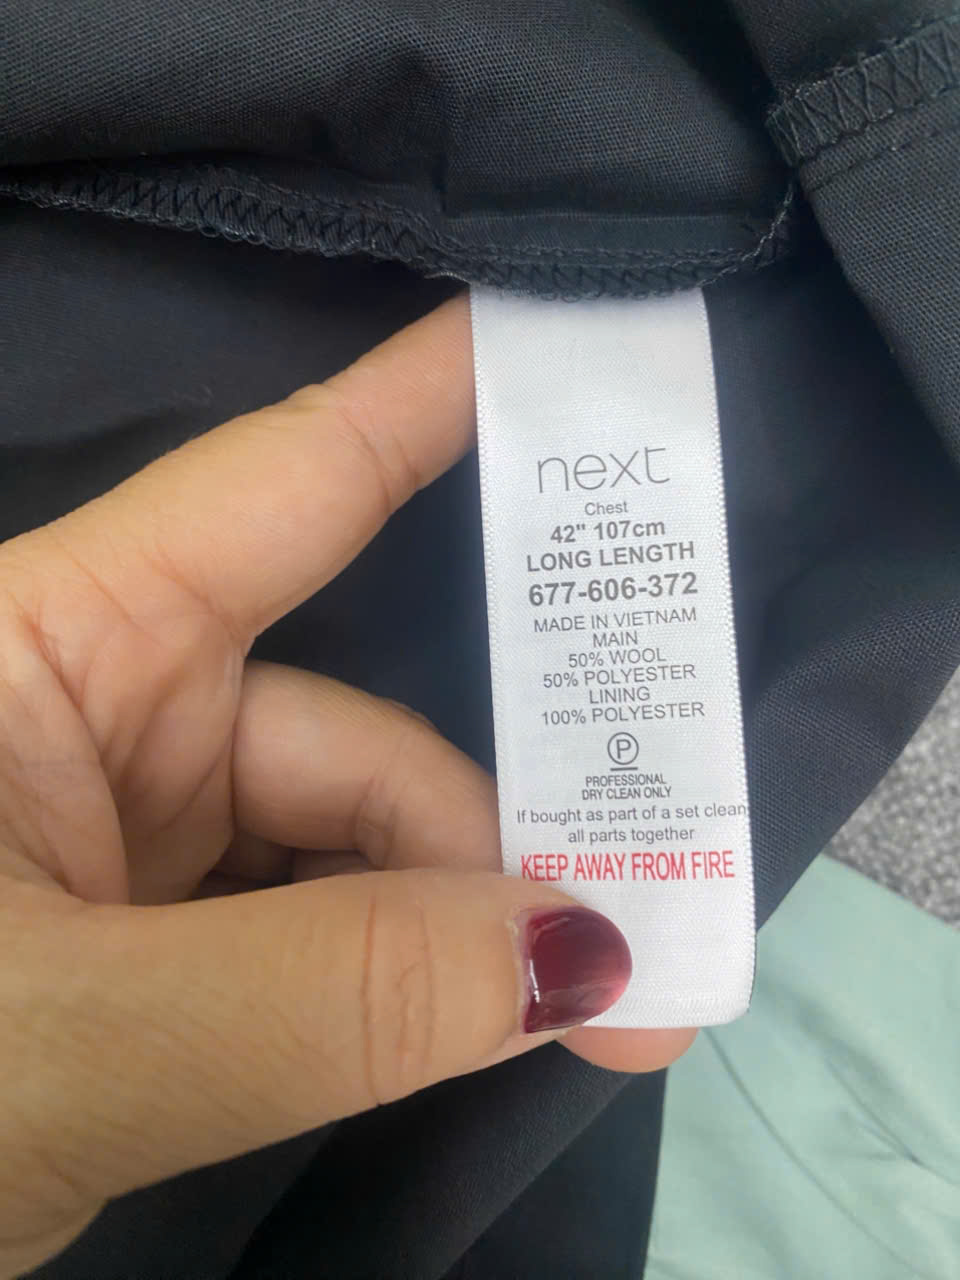 next
Chest
42" 107cm
LONG LENGTH
677-606-372
MADE IN VIETNAM
MAIN
50% WOOL
50% POLYESTER
LINING
100% POLYESTER
P
PROFESSIONAL
DRY CLEAN ONLY
If bought as part of a set clean
all parts together
KEEP AWAY FROM FIRE